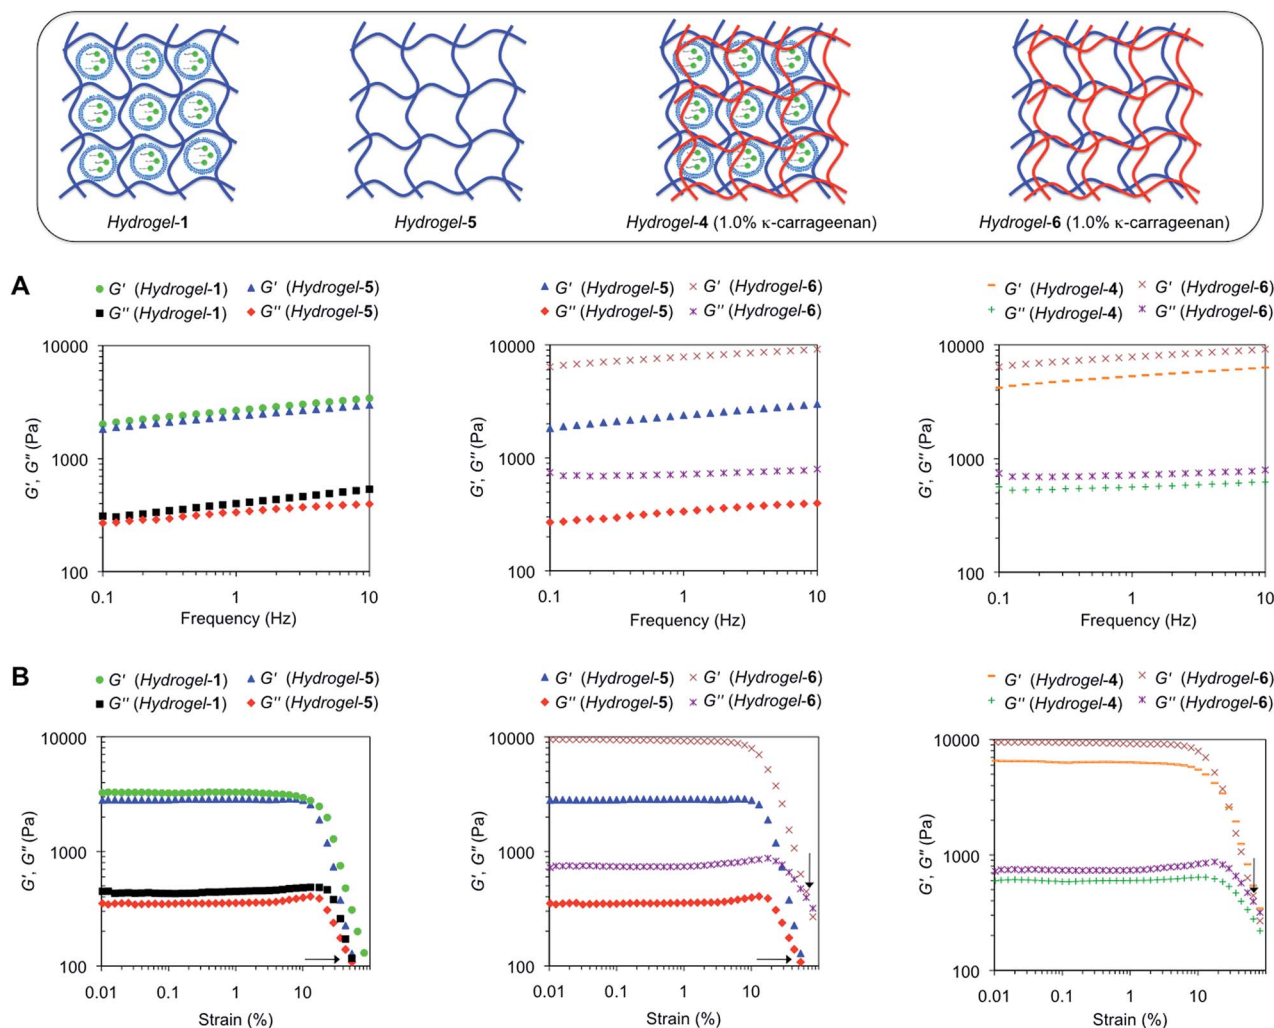 Hydrogel-1
Hydrogel-5
Hydrogel-4 (1.0% κ-carrageenan)
Hydrogel-6 (1.0% κ-carrageenan)
A
G' (Hydrogel-1) G' (Hydrogel-5)
G'' (Hydrogel-1) G'' (Hydrogel-5)
10000
1000
100
G', G'' (Pa)
0.1 1 10
Frequency (Hz)
G' (Hydrogel-5) G' (Hydrogel-6)
G'' (Hydrogel-5) G'' (Hydrogel-6)
10000
1000
100
G', G'' (Pa)
0.1 1 10
Frequency (Hz)
G' (Hydrogel-4) G' (Hydrogel-6)
G'' (Hydrogel-4) G'' (Hydrogel-6)
10000
1000
100
G', G'' (Pa)
0.1 1 10
Frequency (Hz)
B
G' (Hydrogel-1) G' (Hydrogel-5)
G'' (Hydrogel-1) G'' (Hydrogel-5)
10000
1000
100
G', G'' (Pa)
0.01 0.1 1 10
Strain (%)
G' (Hydrogel-5) G' (Hydrogel-6)
G'' (Hydrogel-5) G'' (Hydrogel-6)
10000
1000
100
G', G'' (Pa)
0.01 0.1 1 10
Strain (%)
G' (Hydrogel-4) G' (Hydrogel-6)
G'' (Hydrogel-4) G'' (Hydrogel-6)
10000
1000
100
G', G'' (Pa)
0.01 0.1 1 10
Strain (%)